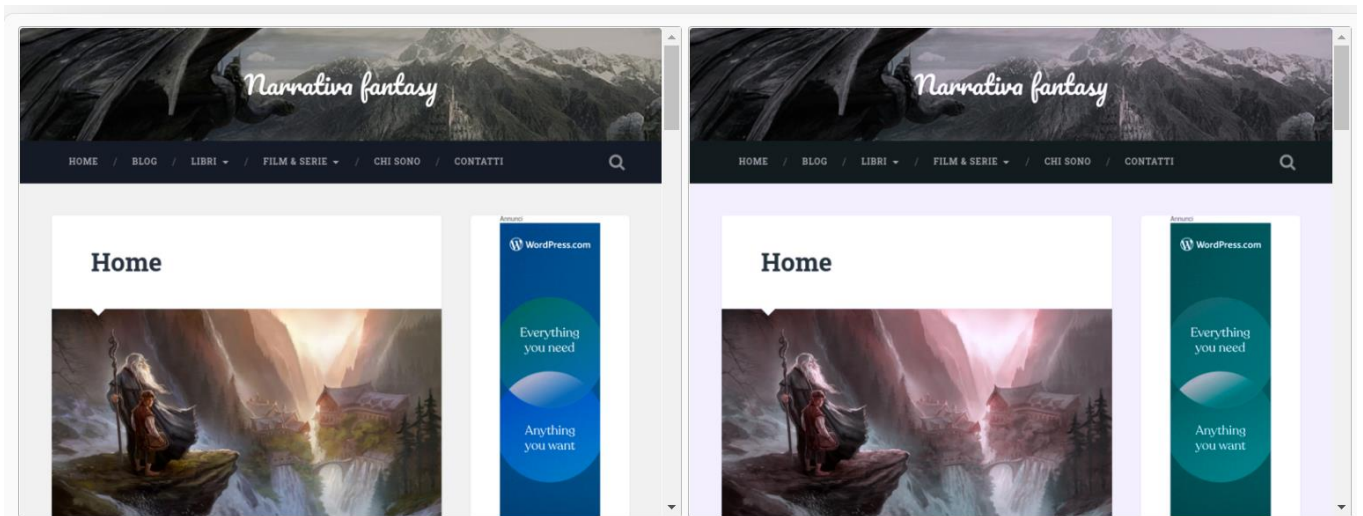 Narrativa fantasy
HOME / BLOG / LIBRI / FILM & SERIE / CHI SONO / CONTATTI
Annunci
WordPress.com
Home
Everything
you need
Anything
you want
Narrativa fantasy
HOME / BLOG / LIBRI / FILM & SERIE / CHI SONO / CONTATTI
Annunci
WordPress.com
Home
Everything
you need
Anything
you want